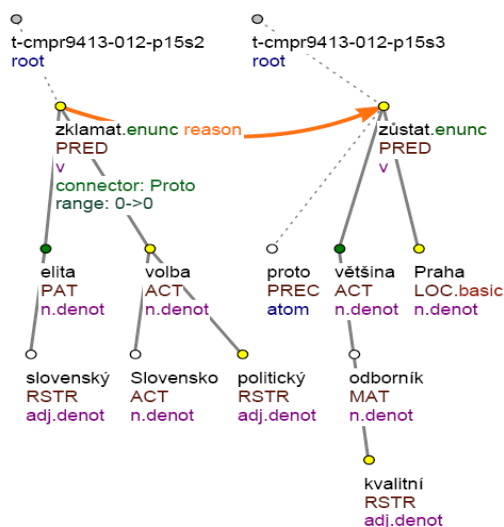 t-cmpr9413-012-p15s2
root
t-cmpr9413-012-p15s3
root
zklamat.enunc reason
PRED
v
connector: Proto
range: 0->0
zůstat.enunc
PRED
v
elita
PAT
n.denot
volba
ACT
n.denot
proto
PREC
atom
většina
ACT
n.denot
Praha
LOC.basic
n.denot
slovenský
RSTR
adj.denot
Slovensko
ACT
n.denot
politický
RSTR
adj.denot
odborník
MAT
n.denot
kvalitní
RSTR
adj.denot